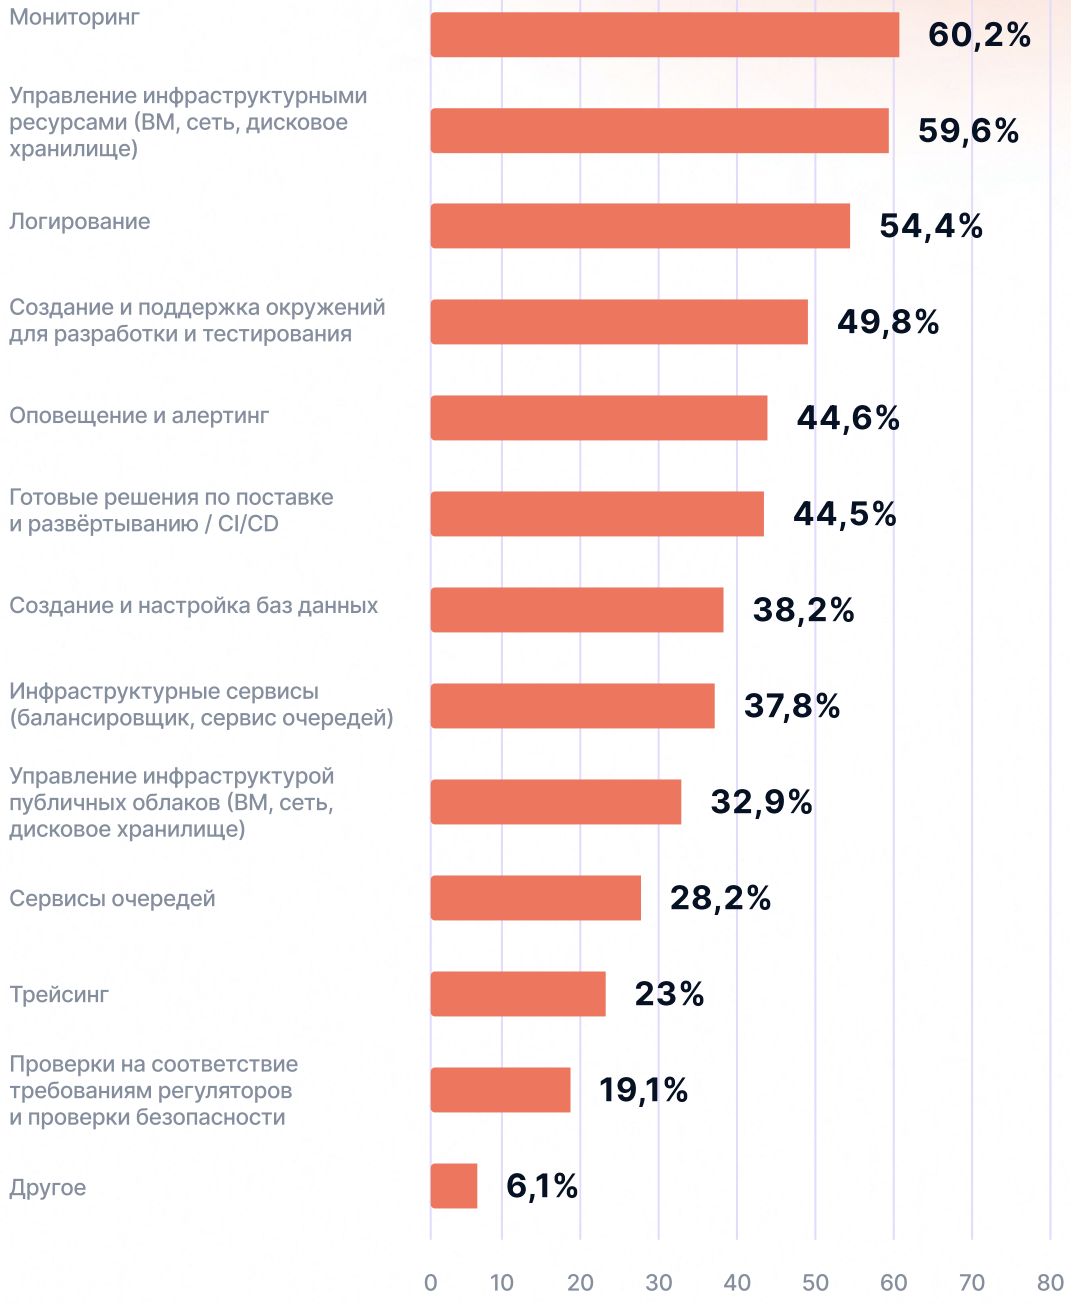 Мониторинг
60,2%
Управление инфраструктурными
ресурсами (ВМ, сеть, дисковое
хранилище)
59,6%
Логирование
54,4%
Создание и поддержка окружений
для разработки и тестирования
49,8%
Оповещение и алертинг
44,6%
Готовые решения по поставке
и развёртыванию / CI/CD
44,5%
Создание и настройка баз данных
38,2%
Инфраструктурные сервисы
(балансировщик, сервис очередей)
37,8%
Управление инфраструктурой
публичных облаков (ВМ, сеть,
дисковое хранилище)
32,9%
Сервисы очередей
28,2%
Трейсинг
23%
Проверки на соответствие
требованиям регуляторов
и проверки безопасности
19,1%
Другое
6,1%
0 10 20 30 40 50 60 70 80